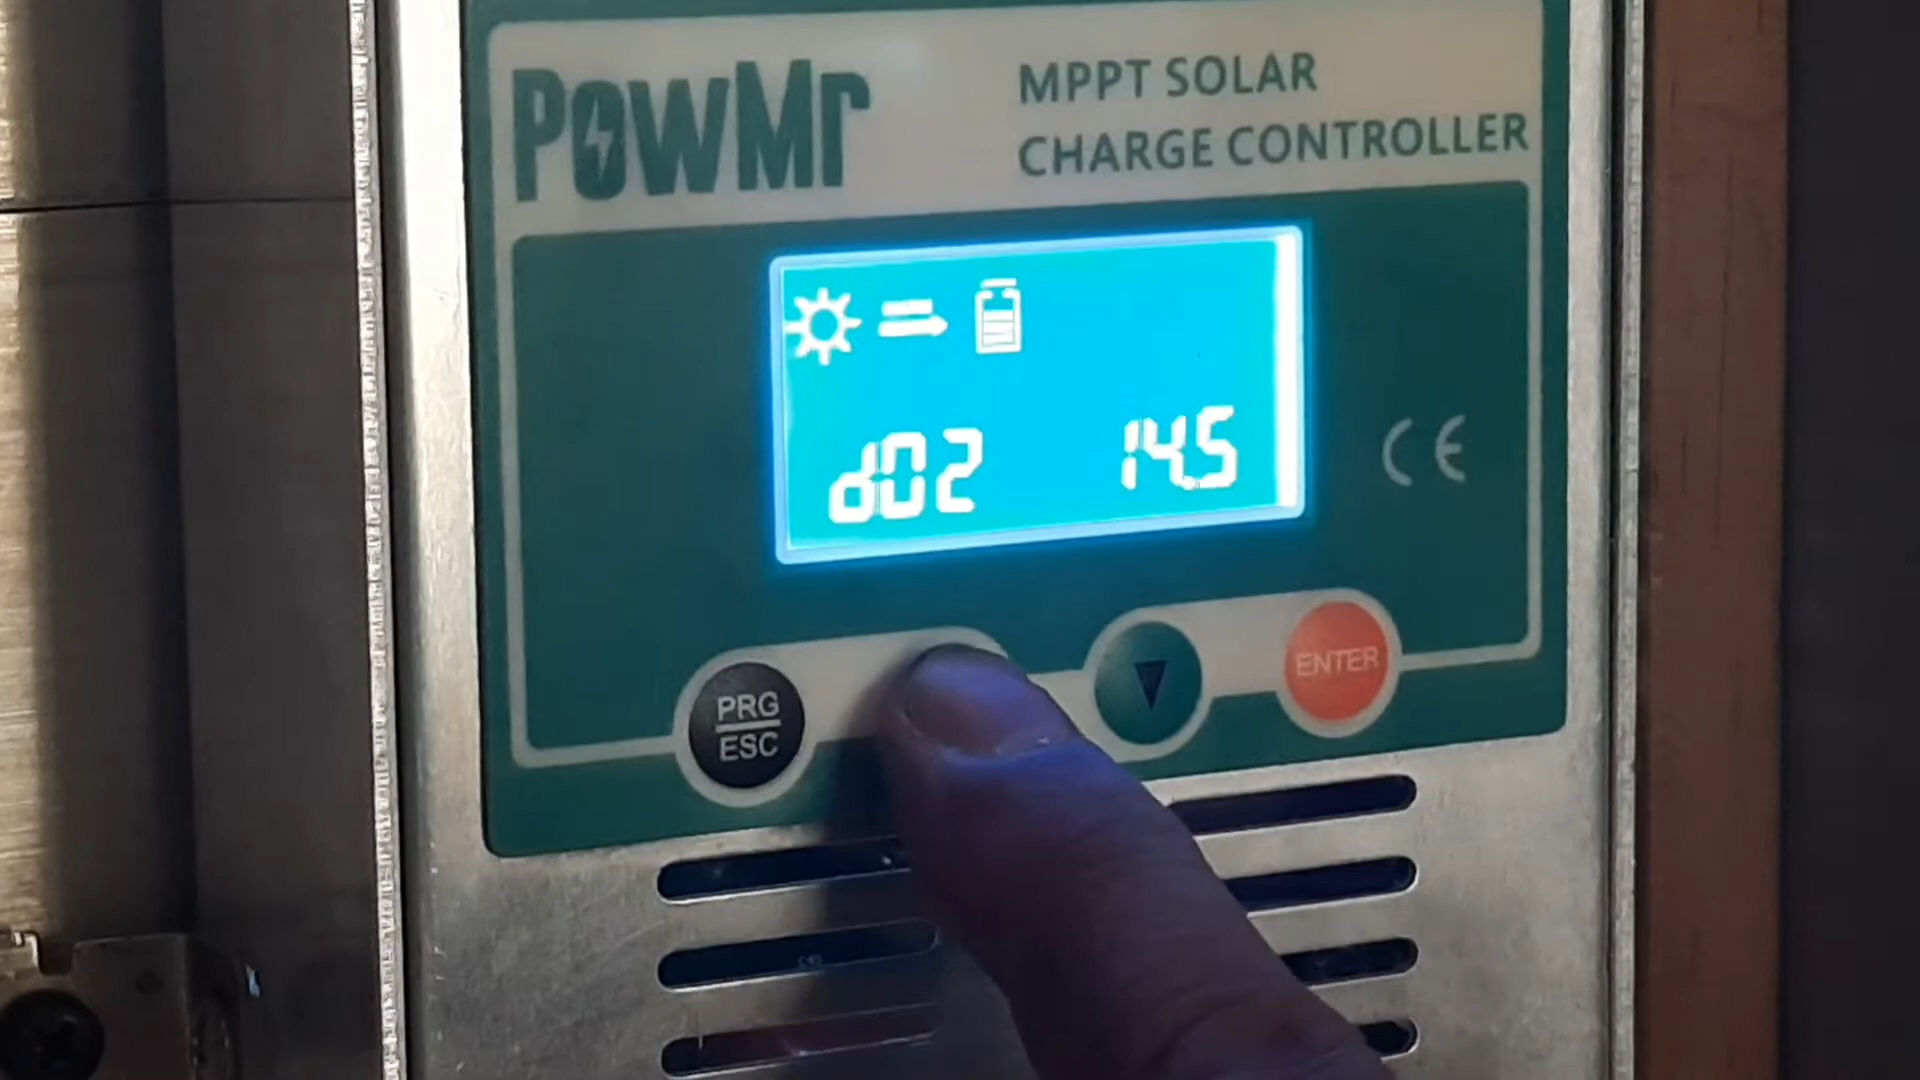 PowMr
MPPT SOLAR
CHARGE CONTROLLER
d02 14.5
CE
PRG
ESC
ENTER